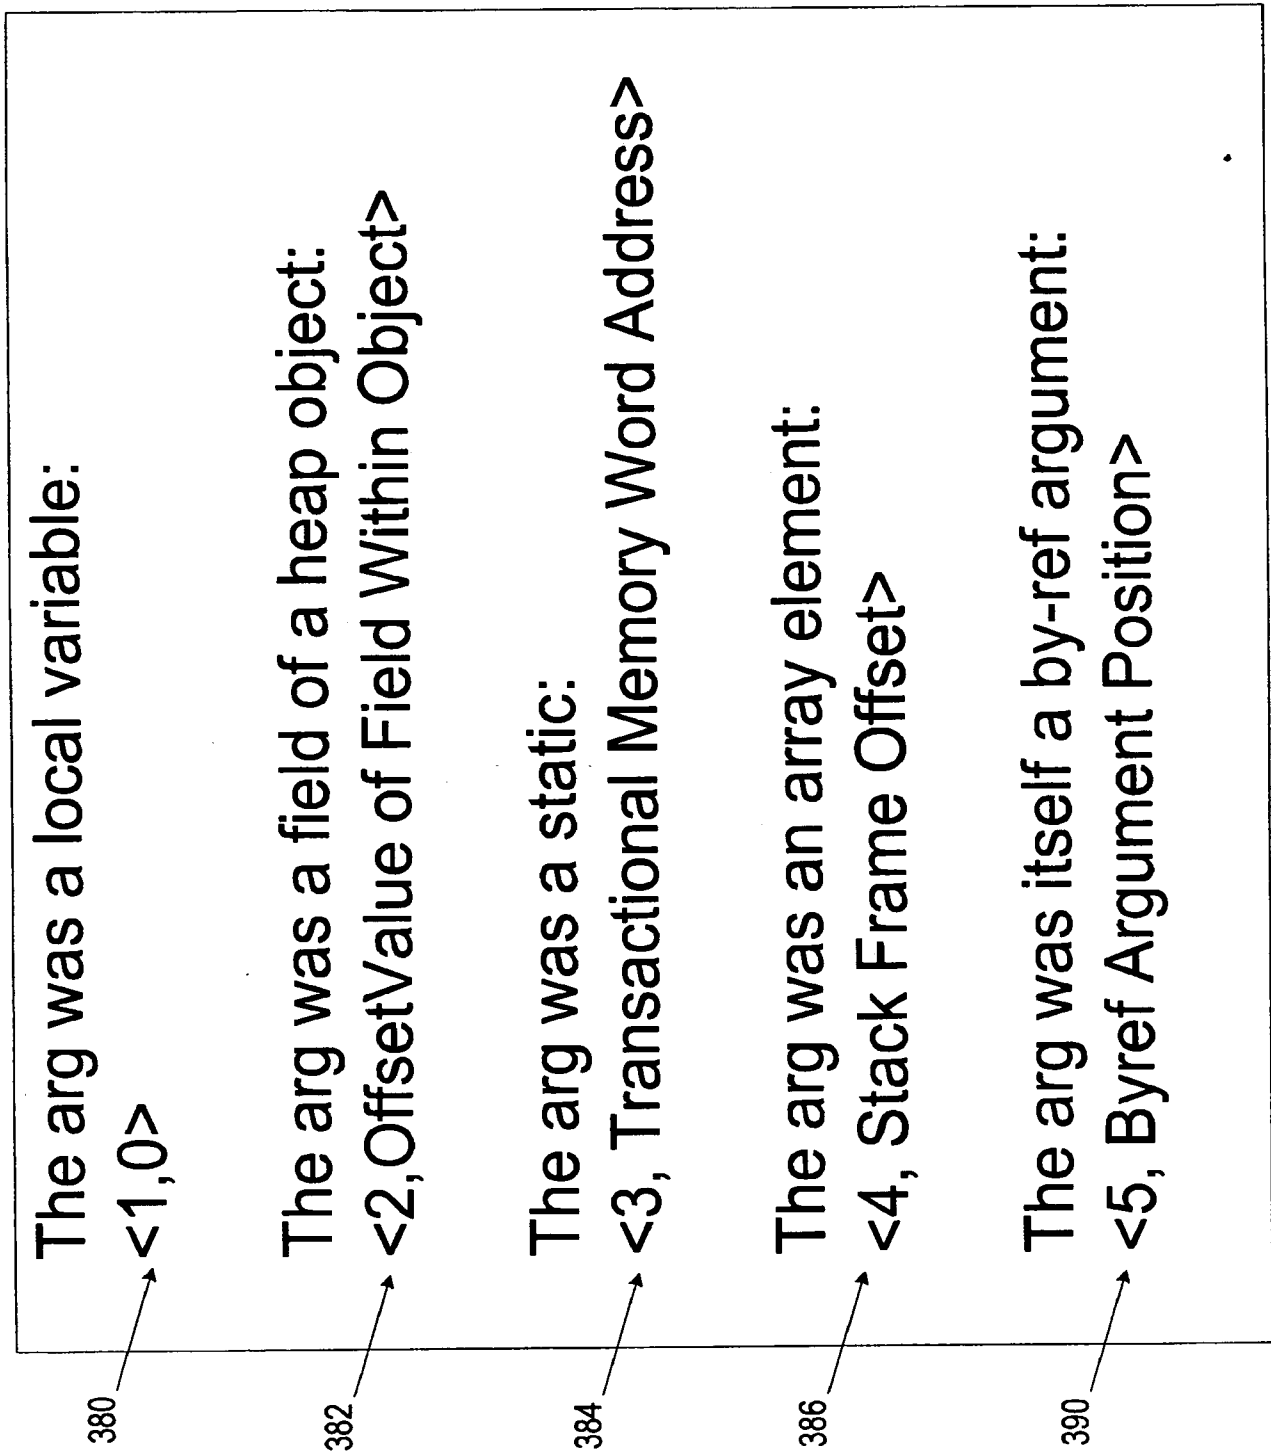 The arg was a local variable:
380
<1,0>
The arg was a field of a heap object:
382
<2,OffsetValue of Field Within Object>
The arg was a static:
384
<3, Transactional Memory Word Address>
The arg was an array element:
386
<4, Stack Frame Offset>
The arg was itself a by-ref argument:
390
<5, Byref Argument Position>